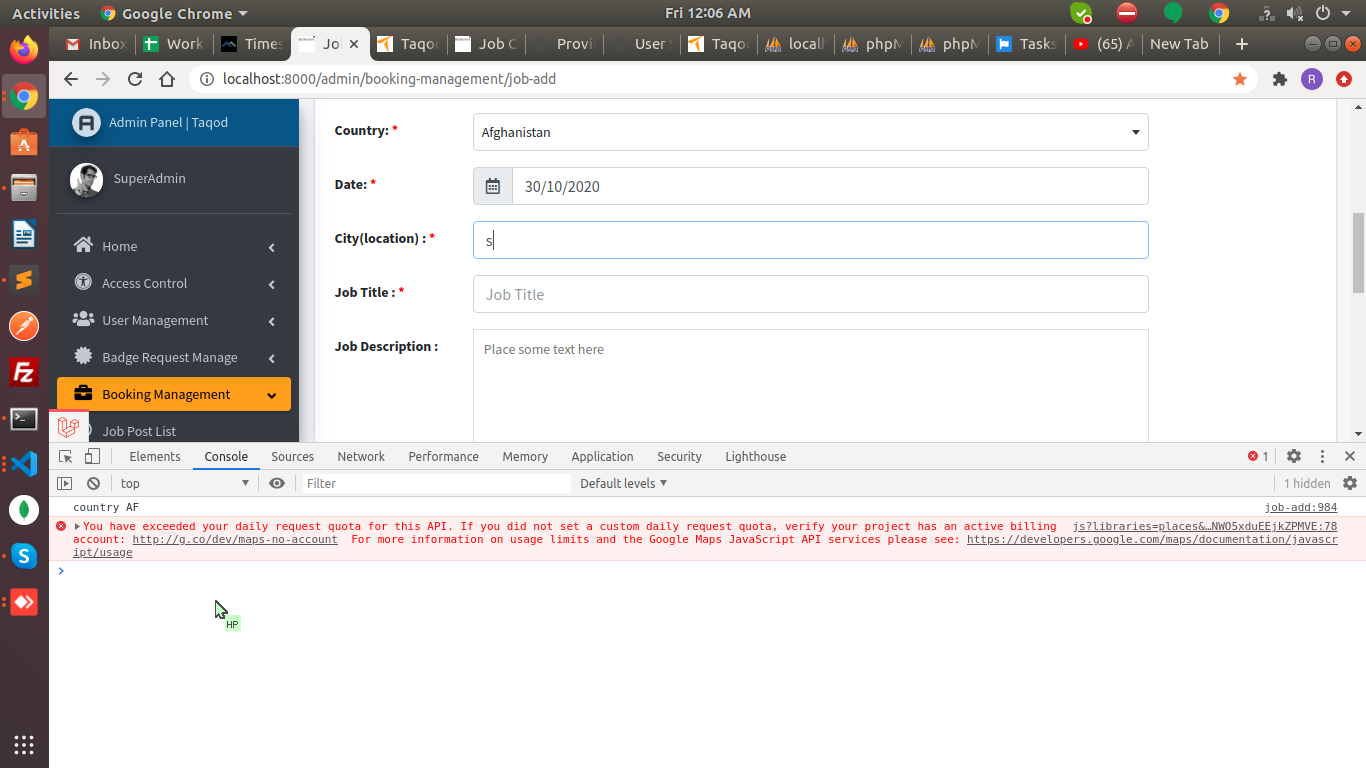 Activities
Google Chrome
Fri 12:06 AM
Inbox
Work
Times
Jo
Taqo
Job C
Provi
User
Taqo
local
phpM
phpM
Tasks
(65)
New Tab
localhost:8000/admin/booking-management/job-add
R
Admin Panel | Taqod
SuperAdmin
Home
Access Control
User Management
Badge Request Manage
Booking Management
Job Post List
Country: *
Afghanistan
Date: *
30/10/2020
City(location) : *
s
Job Title : *
Job Title
Job Description :
Place some text here
Elements Console Sources Network Performance Memory Application Security Lighthouse
1
top
Filter
Default levels
1 hidden
country AF
job-add:984
You have exceeded your daily request quota for this API. If you did not set a custom daily request quota, verify your project has an active billing
js?libraries=places&…NWO5xduEEjkZPMVE:78
account: http://g.co/dev/maps-no-account For more information on usage limits and the Google Maps JavaScript API services please see: https://developers.google.com/maps/documentation/javascr
ipt/usage
HP